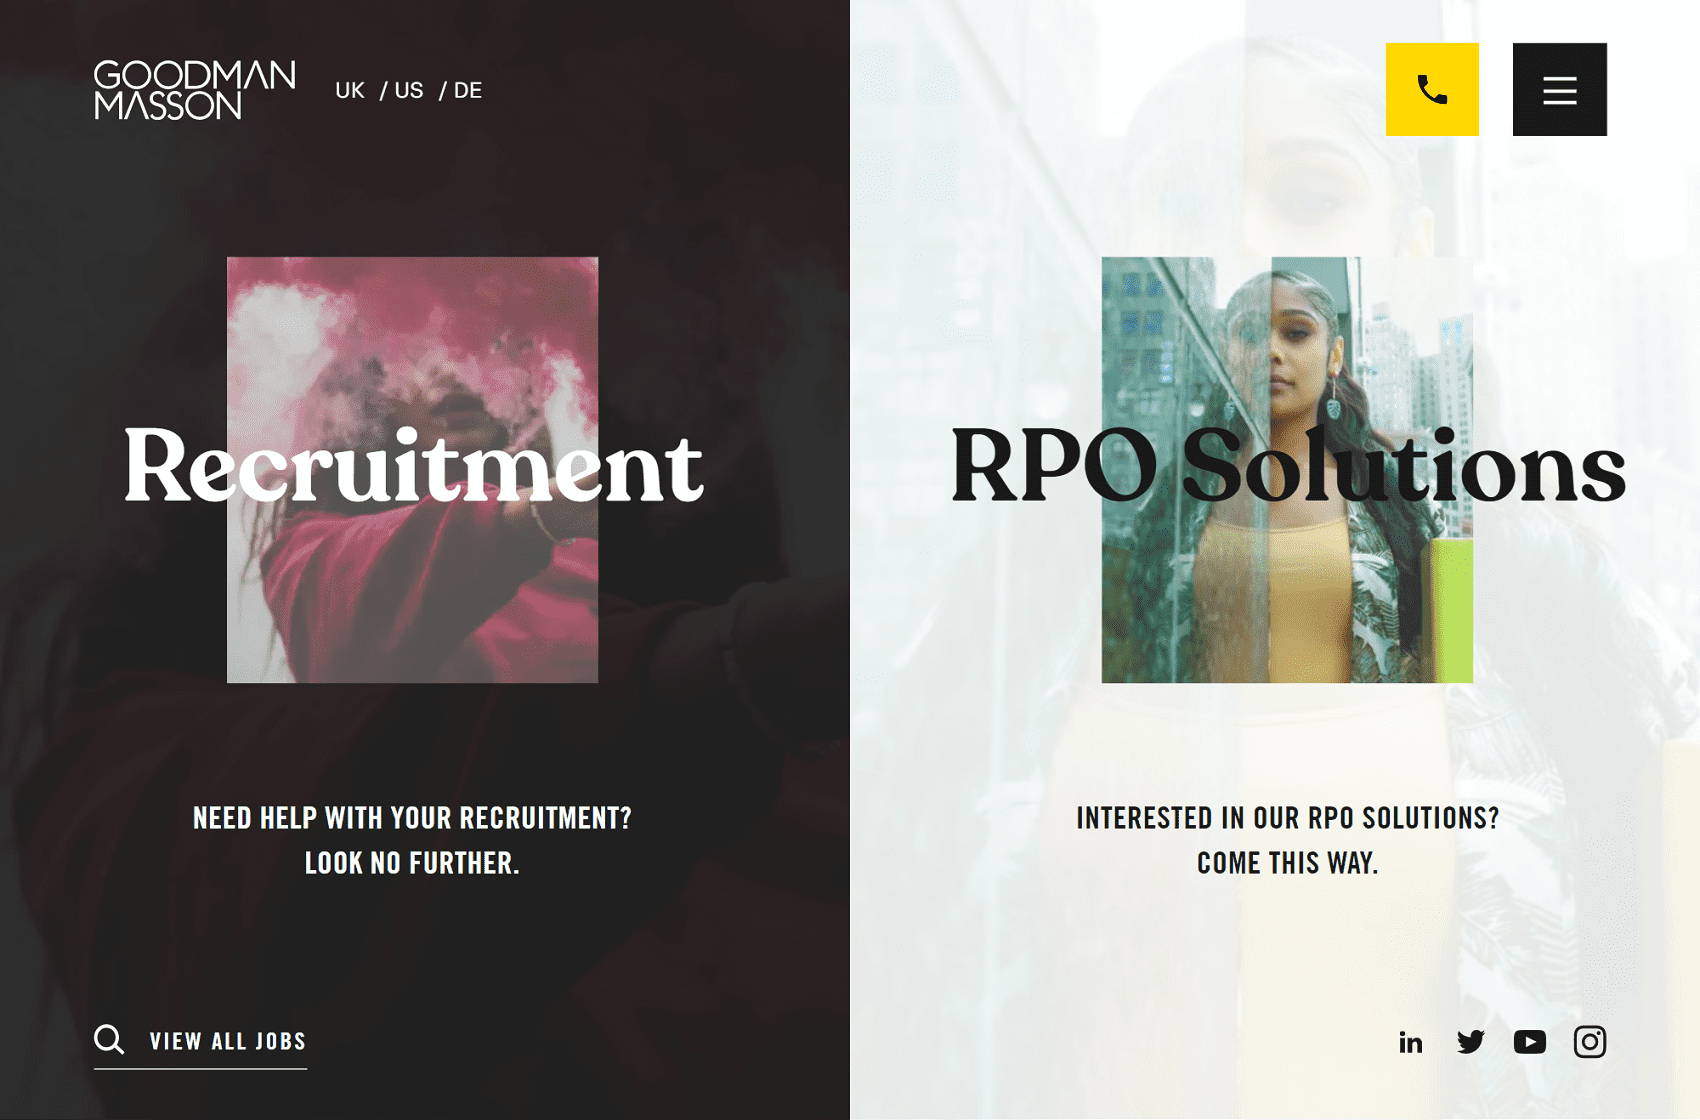 GOODMAN
MASSON
UK / US / DE
Recruitment
NEED HELP WITH YOUR RECRUITMENT?
LOOK NO FURTHER.
VIEW ALL JOBS
RPO Solutions
INTERESTED IN OUR RPO SOLUTIONS?
COME THIS WAY.
in